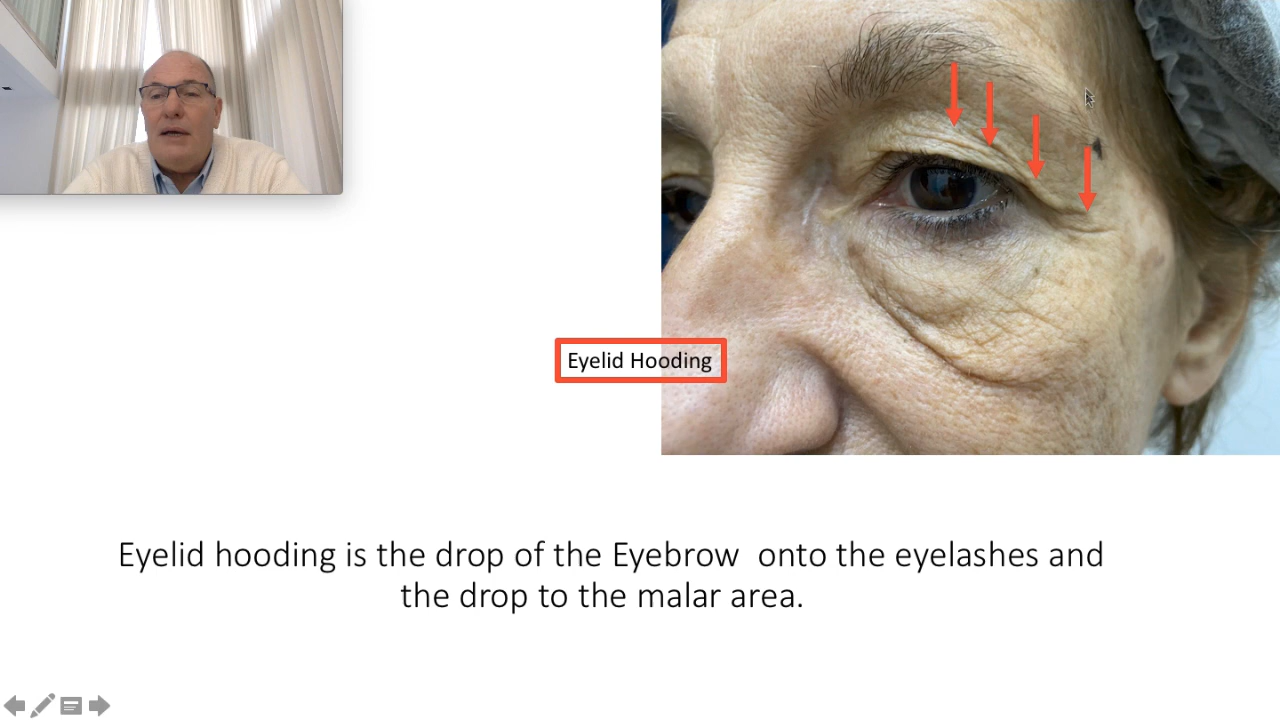 Eyelid Hooding
Eyelid hooding is the drop of the Eyebrow  onto the eyelashes and
the drop to the malar area.